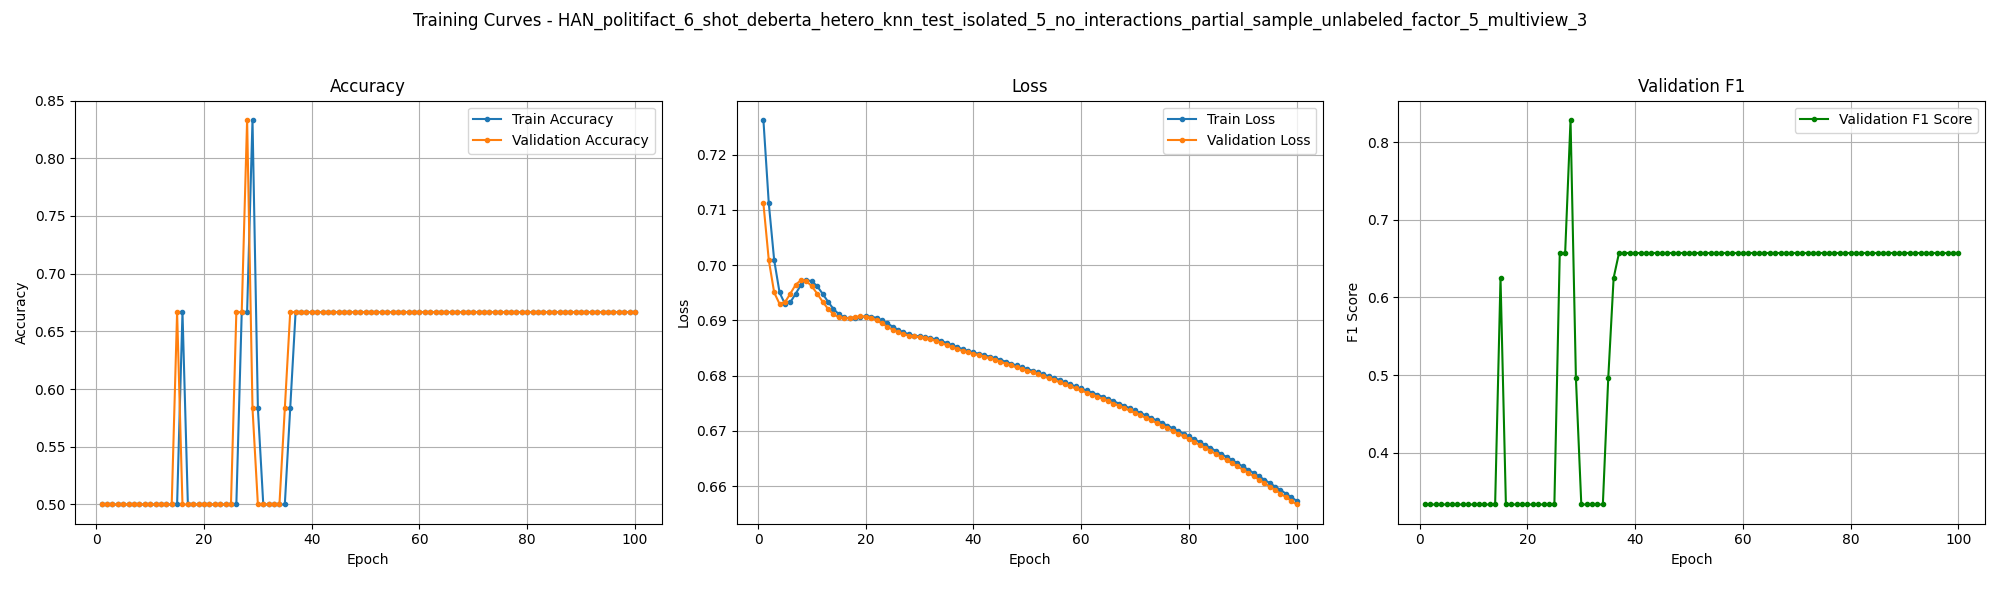 Training Curves - HAN_politifact_6_shot_deberta_hetero_knn_test_isolated_5_no_interactions_partial_sample_unlabeled_factor_5_multiview_3
Accuracy
Train Accuracy
Validation Accuracy
Accuracy
0.85
0.80
0.75
0.70
0.65
0.60
0.55
0.50
0 20 40 60 80 100
Epoch
Loss
Train Loss
Validation Loss
Loss
0.72
0.71
0.70
0.69
0.68
0.67
0.66
0 20 40 60 80 100
Epoch
Validation F1
Validation F1 Score
F1 Score
0.8
0.7
0.6
0.5
0.4
0 20 40 60 80 100
Epoch